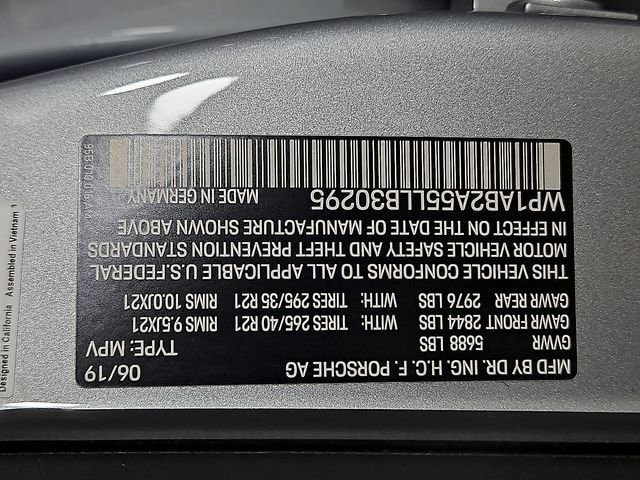 MFD BY DR. ING. H.C. F. PORSCHE AG 06/19
GVWR 5688 LBS TYPE: MPV
GAWR FRONT 2844 LBS WITH: TIRES 265/40 R21 RIMS 9.5JX21
GAWR REAR 2976 LBS WITH: TIRES 295/35 R21 RIMS 10.0JX21
THIS VEHICLE CONFORMS TO ALL APPLICABLE U.S.FEDERAL
MOTOR VEHICLE SAFETY AND THEFT PREVENTION STANDARDS
IN EFFECT ON THE DATE OF MANUFACTURE SHOWN ABOVE
WP1AB2A55LLB30295 MADE IN GERMANY
Designed in California Assembled in Vietnam 1